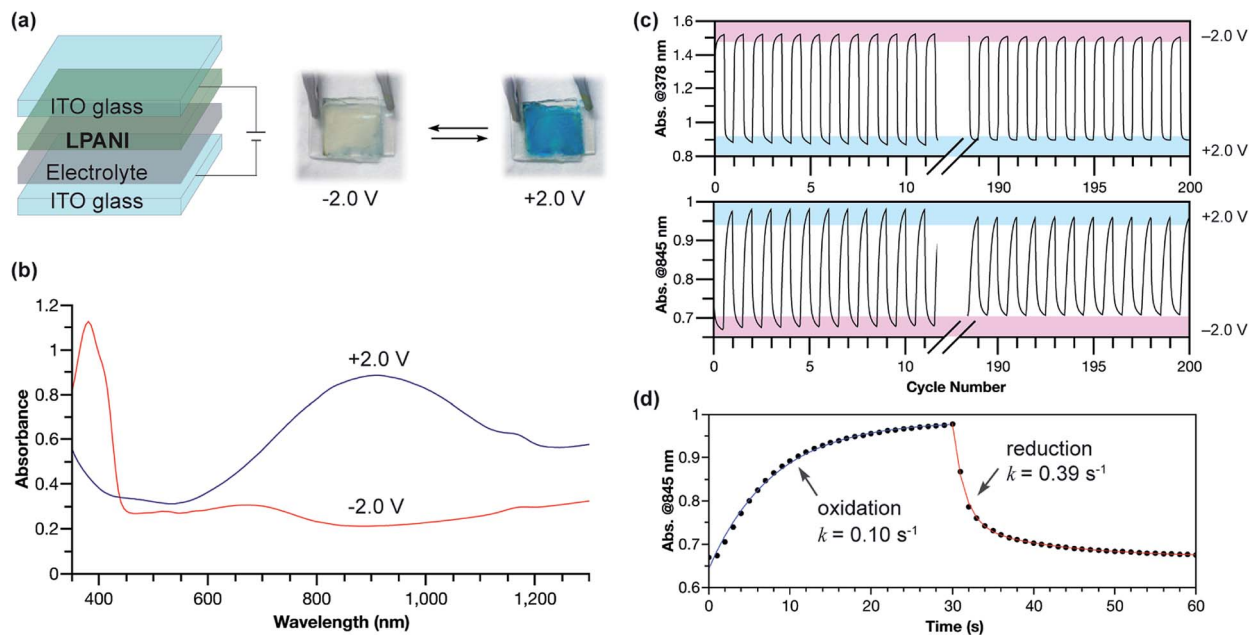 (a)
ITO glass
LPANI
Electrolyte
ITO glass
-2.0 V
+2.0 V
(b)
1.2
1
0.8
0.6
0.4
0.2
0
Absorbance
+2.0 V
-2.0 V
400 600 800 1,000 1,200
Wavelength (nm)
(c)
1.6
1.4
1.2
1.0
0.8
Abs. @378 nm
–2.0 V
+2.0 V
0 5 10 190 195 200
1
0.9
0.8
0.7
Abs. @845 nm
+2.0 V
–2.0 V
0 5 10 190 195 200
Cycle Number
(d)
1
0.9
0.8
0.7
0.6
Abs. @845 nm
oxidation
k = 0.10 s-1
reduction
k = 0.39 s-1
0 10 20 30 40 50 60
Time (s)